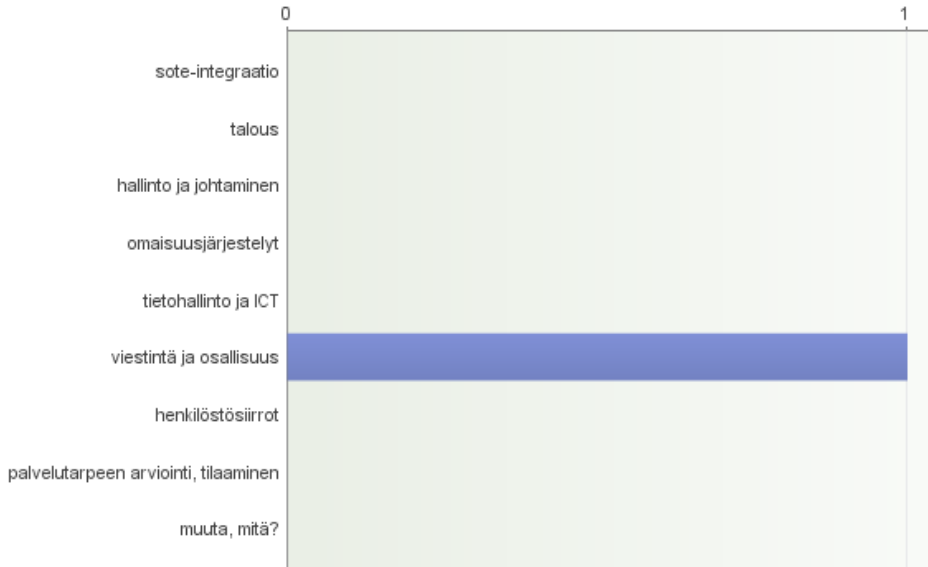 0 1
sote-integraatio
talous
hallinto ja johtaminen
omaisuusjärjestelyt
tietohallinto ja ICT
viestintä ja osallisuus
henkilöstösiirrot
palvelutarpeen arviointi, tilaaminen
muuta, mitä?